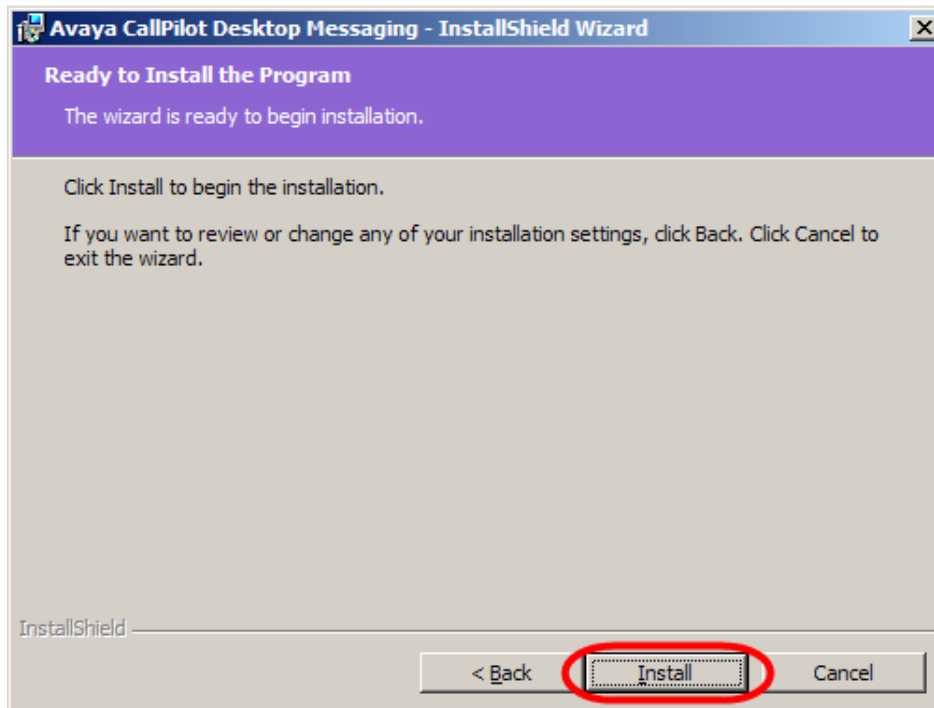 Avaya CallPilot Desktop Messaging - InstallShield Wizard
Ready to Install the Program
The wizard is ready to begin installation.
Click Install to begin the installation.
If you want to review or change any of your installation settings, click Back. Click Cancel to
exit the wizard.
InstallShield
< Back Install Cancel